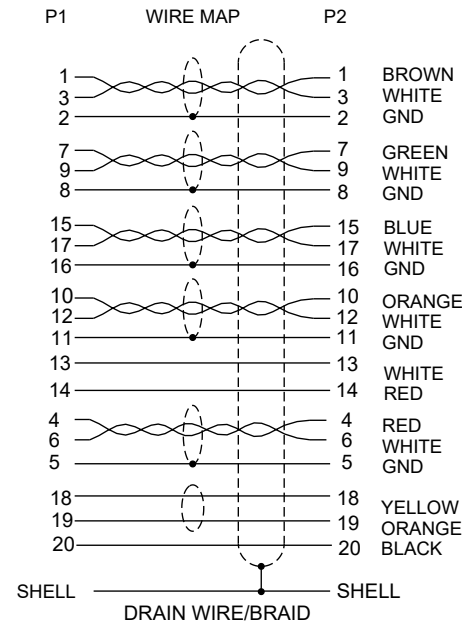 P1 WIRE MAP P2
1 1 BROWN
3 3 WHITE
2 2 GND
7 7 GREEN
9 9 WHITE
8 8 GND
15 15 BLUE
17 17 WHITE
16 16 GND
10 10 ORANGE
12 12 WHITE
11 11 GND
13 13 WHITE
14 14 RED
4 4 RED
6 6 WHITE
5 5 GND
18 18 YELLOW
19 19 ORANGE
20 20 BLACK
SHELL SHELL
DRAIN WIRE/BRAID